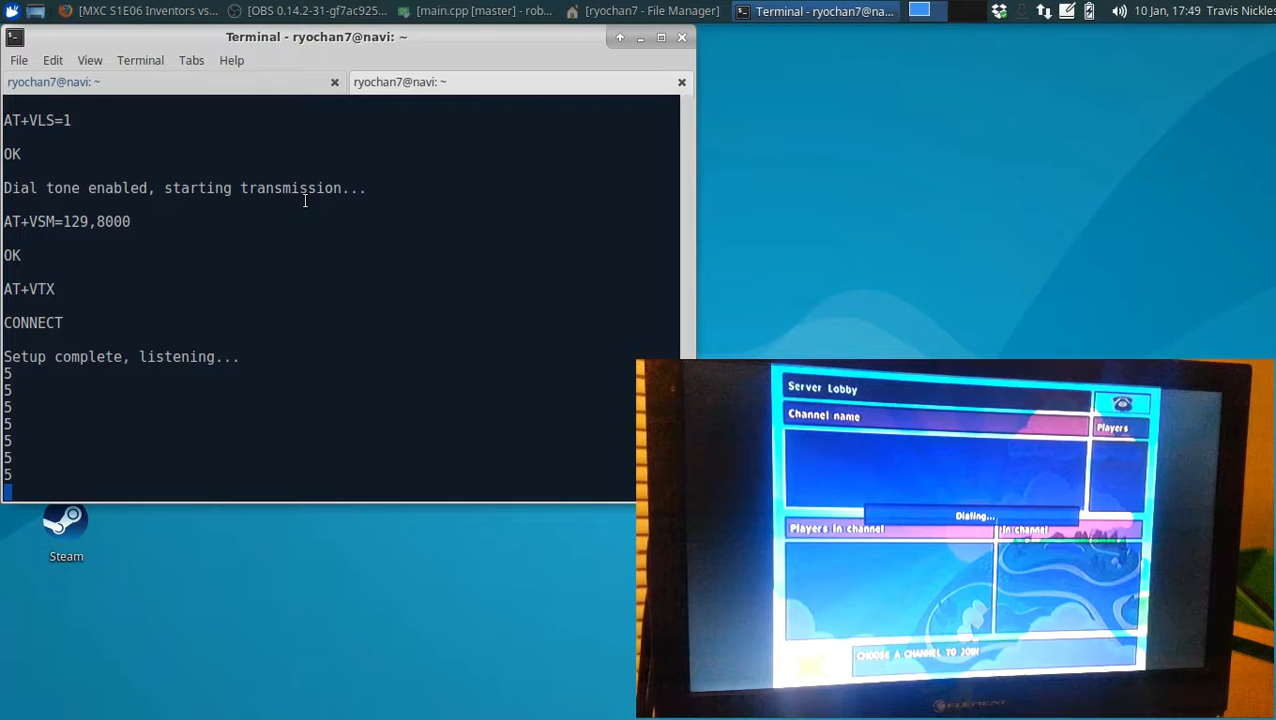 [MXC S1E06 Inventors vs...
[OBS 0.14.2-31-gf7ac925...
[main.cpp [master] - rob...
[ryochan7 - File Manager]
Terminal - ryochan7@na...
10 Jan, 17:49
Travis Nickles
Terminal - ryochan7@navi: ~
File Edit View Terminal Tabs Help
ryochan7@navi: ~
ryochan7@navi: ~
AT+VLS=1
OK
Dial tone enabled, starting transmission...
AT+VSM=129,8000
OK
AT+VTX
CONNECT
Setup complete, listening...
5
5
5
5
5
5
5
Steam
Server Lobby
Channel name
Players
Dialing...
Players in channel
In channel
CHOOSE A CHANNEL TO JOIN
ELEMENT